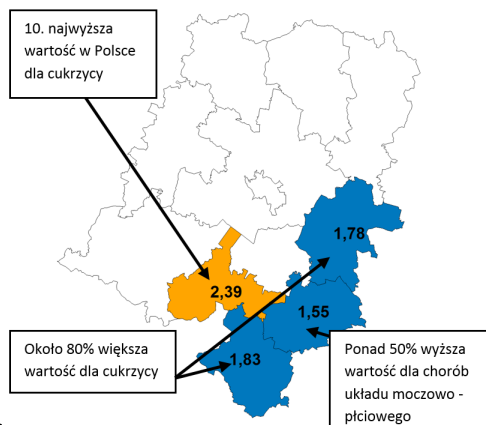 10. najwyższa
wartość w Polsce
dla cukrzycy
1,78
2,39
1,55
1,83
Około 80% większa
wartość dla cukrzycy
Ponad 50% wyższa
wartość dla chorób
układu moczowo -
płciowego